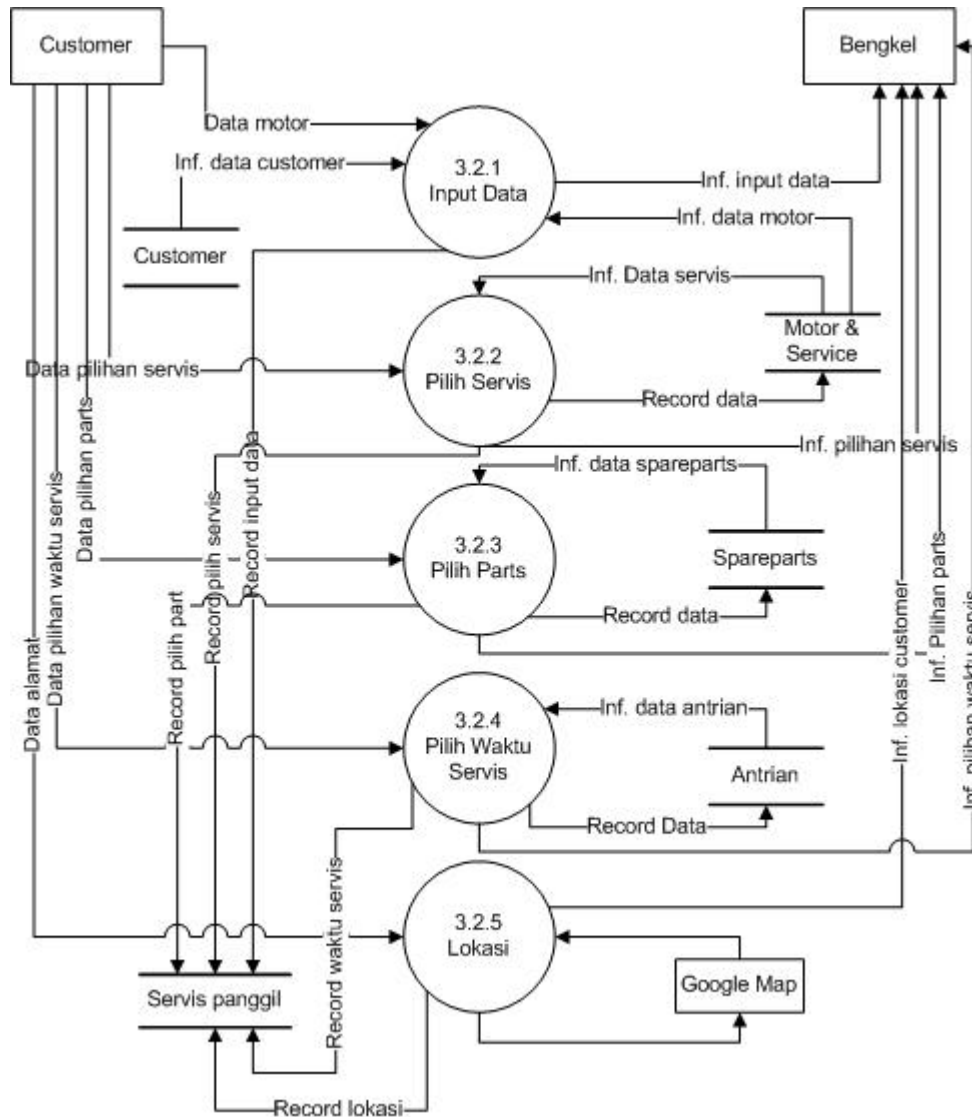 Customer
Bengkel
Data motor
Inf. data customer
3.2.1
Input Data
Inf. input data
Inf. data motor
Customer
Inf. Data servis
Motor &
Service
3.2.2
Pilih Servis
Data pilihan servis
Record data
Inf. pilihan servis
Inf. data spareparts
3.2.3
Pilih Parts
Spareparts
Record data
Data alamat
Data pilihan waktu servis
Data pilihan parts
Record pilih part
Record pilih servis
Record input data
Inf. lokasi customer
Inf. Pilihan parts
Inf. pilihan waktu servis
3.2.4
Pilih Waktu
Servis
Inf. data antrian
Antrian
Record Data
Record waktu servis
3.2.5
Lokasi
Google Map
Servis panggil
Record lokasi